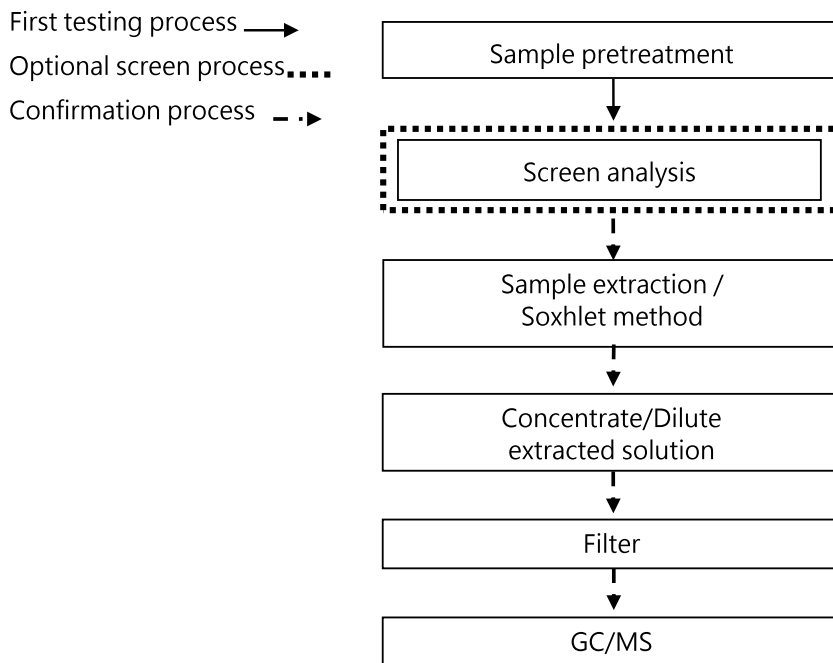 First testing process
Optional screen process
Confirmation process
Sample pretreatment
Screen analysis
Sample extraction /
Soxhlet method
Concentrate/Dilute
extracted solution
Filter
GC/MS